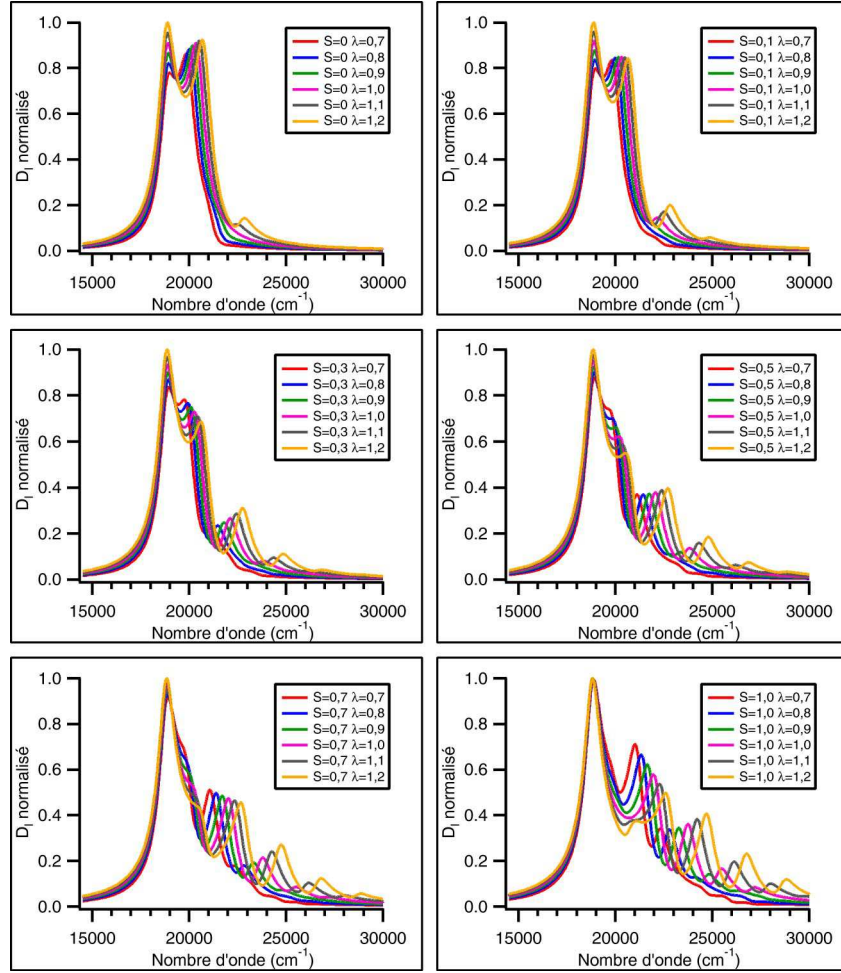 D_I normalisé
1.0
0.8
0.6
0.4
0.2
0.0
15000 20000 25000 30000
Nombre d'onde (cm⁻¹)
S=0 λ=0,7
S=0 λ=0,8
S=0 λ=0,9
S=0 λ=1,0
S=0 λ=1,1
S=0 λ=1,2
D_I normalisé
1.0
0.8
0.6
0.4
0.2
0.0
15000 20000 25000 30000
Nombre d'onde (cm⁻¹)
S=0,1 λ=0,7
S=0,1 λ=0,8
S=0,1 λ=0,9
S=0,1 λ=1,0
S=0,1 λ=1,1
S=0,1 λ=1,2
D_I normalisé
1.0
0.8
0.6
0.4
0.2
0.0
15000 20000 25000 30000
Nombre d'onde (cm⁻¹)
S=0,3 λ=0,7
S=0,3 λ=0,8
S=0,3 λ=0,9
S=0,3 λ=1,0
S=0,3 λ=1,1
S=0,3 λ=1,2
D_I normalisé
1.0
0.8
0.6
0.4
0.2
0.0
15000 20000 25000 30000
Nombre d'onde (cm⁻¹)
S=0,5 λ=0,7
S=0,5 λ=0,8
S=0,5 λ=0,9
S=0,5 λ=1,0
S=0,5 λ=1,1
S=0,5 λ=1,2
D_I normalisé
1.0
0.8
0.6
0.4
0.2
0.0
15000 20000 25000 30000
Nombre d'onde (cm⁻¹)
S=0,7 λ=0,7
S=0,7 λ=0,8
S=0,7 λ=0,9
S=0,7 λ=1,0
S=0,7 λ=1,1
S=0,7 λ=1,2
D_I normalisé
1.0
0.8
0.6
0.4
0.2
0.0
15000 20000 25000 30000
Nombre d'onde (cm⁻¹)
S=1,0 λ=0,7
S=1,0 λ=0,8
S=1,0 λ=0,9
S=1,0 λ=1,0
S=1,0 λ=1,1
S=1,0 λ=1,2